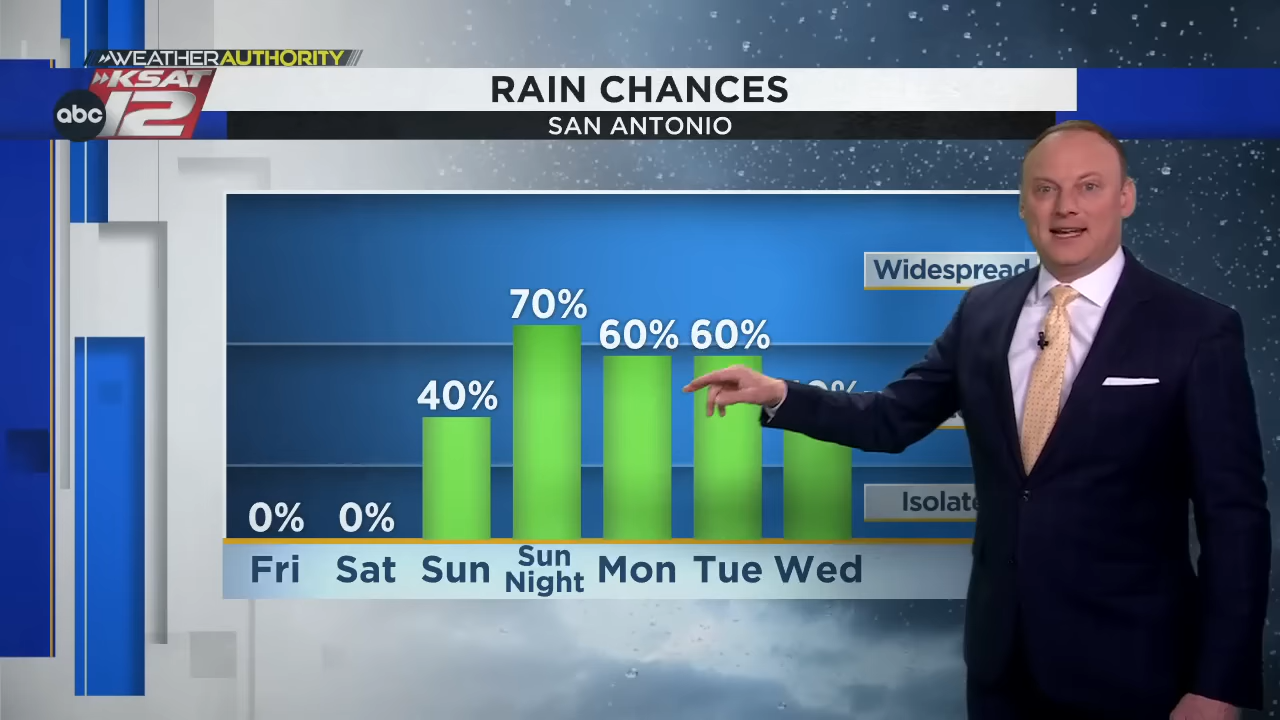 WEATHERAUTHORITY
KSAT
abc 12
RAIN CHANCES
SAN ANTONIO
Widespread
70%
60% 60%
40%
0% 0%
Fri Sat Sun Sun Night Mon Tue Wed